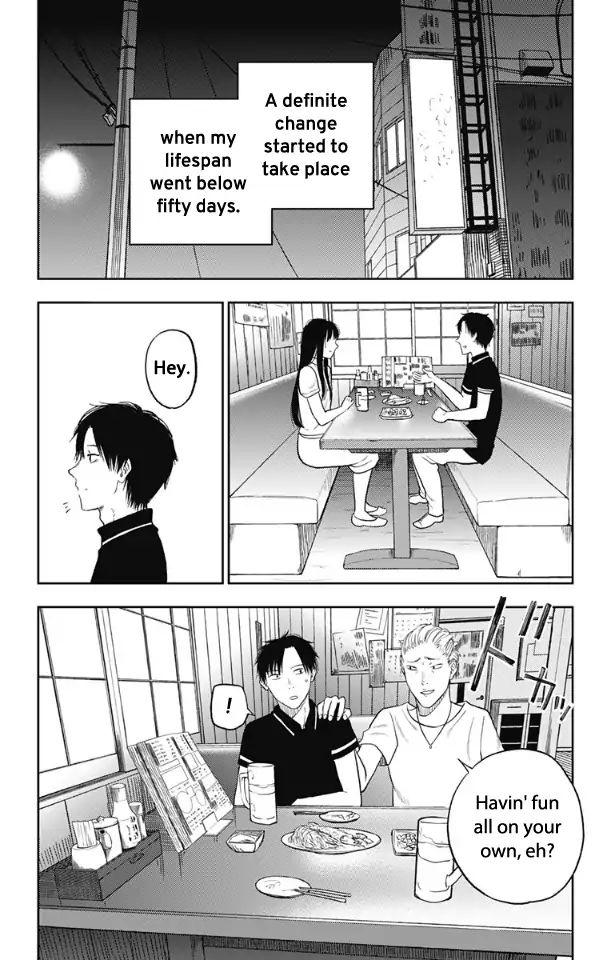 A definite
change
started to
take place
when my
lifespan
went below
fifty days.
Hey.
!
Havin' fun
all on your
own, eh?